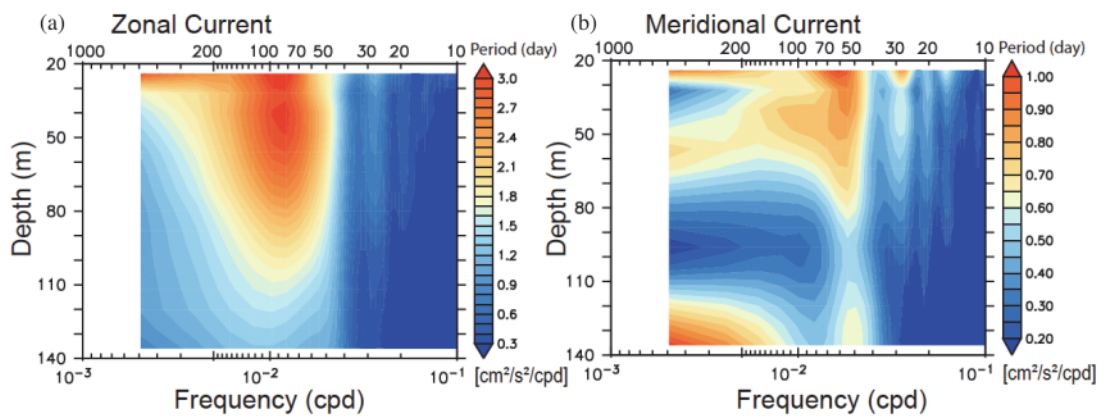 (a) Zonal Current
1000 200 100 70 50 30 20 10 Period (day)
20
50
80
110
140
Depth (m)
10⁻³ 10⁻² 10⁻¹
Frequency (cpd)
3.0
2.7
2.4
2.1
1.8
1.5
1.2
0.9
0.6
0.3
[cm²/s²/cpd]
(b) Meridional Current
1000 200 100 70 50 30 20 10 Period (day)
20
50
80
110
140
Depth (m)
10⁻³ 10⁻² 10⁻¹
Frequency (cpd)
1.00
0.90
0.80
0.70
0.60
0.50
0.40
0.30
0.20
[cm²/s²/cpd]